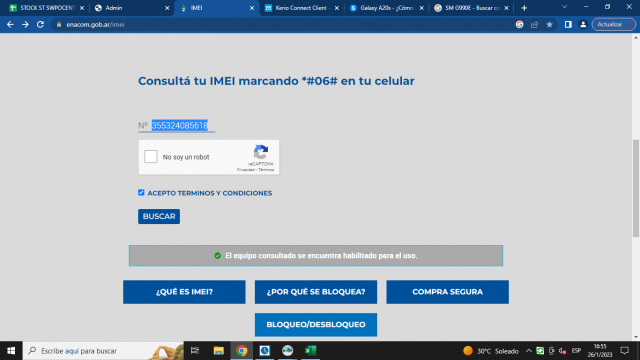 STOCK ST SWPOCENT
Admin
IMEI
Kerio Connect Client -
Galaxy A20s - ¿Cómo
SM G990E - Buscar co
enacom.gob.ar/imei
Actualizar
Consultá tu IMEI marcando *#06# en tu celular
Nº 355324085618
No soy un robot
reCAPTCHA
Privacidad - Términos
ACEPTO TERMINOS Y CONDICIONES
BUSCAR
El equipo consultado se encuentra habilitado para el uso.
¿QUÉ ES IMEI?
¿POR QUÉ SE BLOQUEA?
COMPRA SEGURA
BLOQUEO/DESBLOQUEO
Escribe aquí para buscar
30°C Soleado
ESP
16:55
26/1/2023